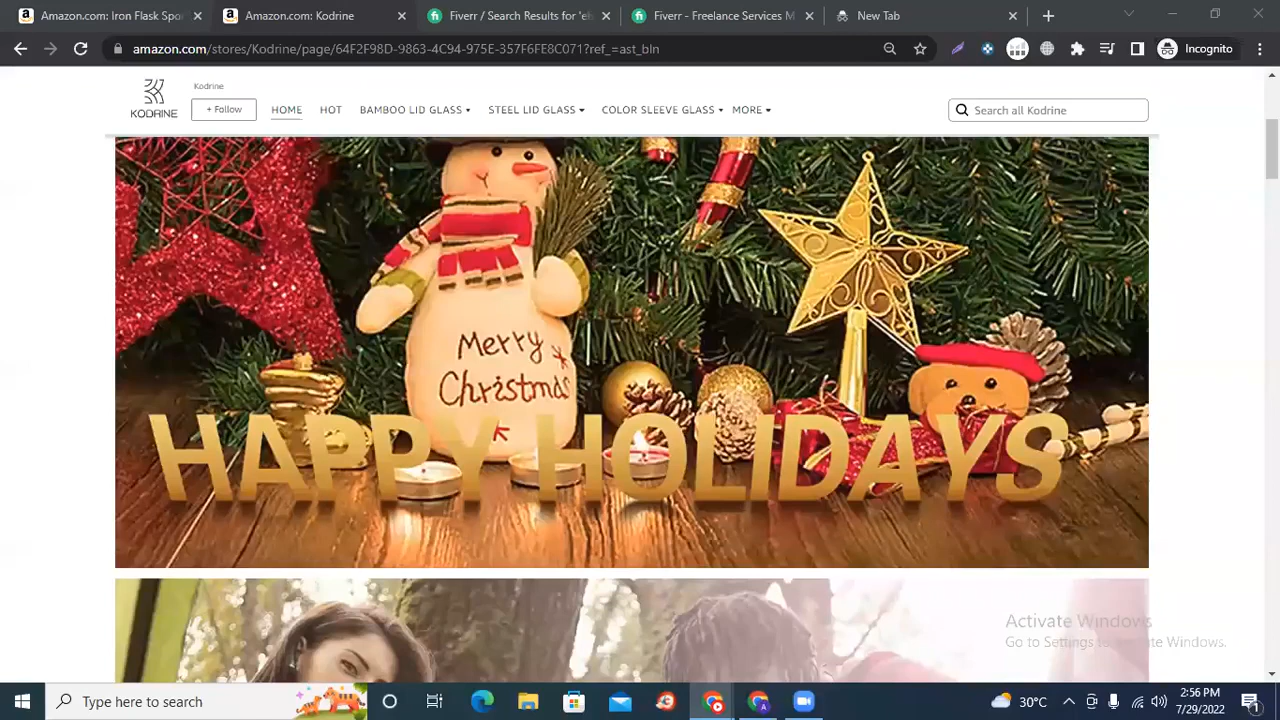 Amazon.com: Iron Flask Spo
Amazon.com: Kodrine
Fiverr / Search Results for 'eb
Fiverr - Freelance Services M
New Tab
amazon.com/stores/Kodrine/page/64F2F98D-9863-4C94-975E-357F6FE8C071?ref_=ast_bln
Incognito
Kodrine
KODRINE
+ Follow
HOME
HOT
BAMBOO LID GLASS
STEEL LID GLASS
COLOR SLEEVE GLASS
MORE
Search all Kodrine
Merry
Christmas
HAPPY HOLIDAYS
Activate Windows
Go to Settings to activate Windows.
Type here to search
30°C
2:56 PM
7/29/2022
1